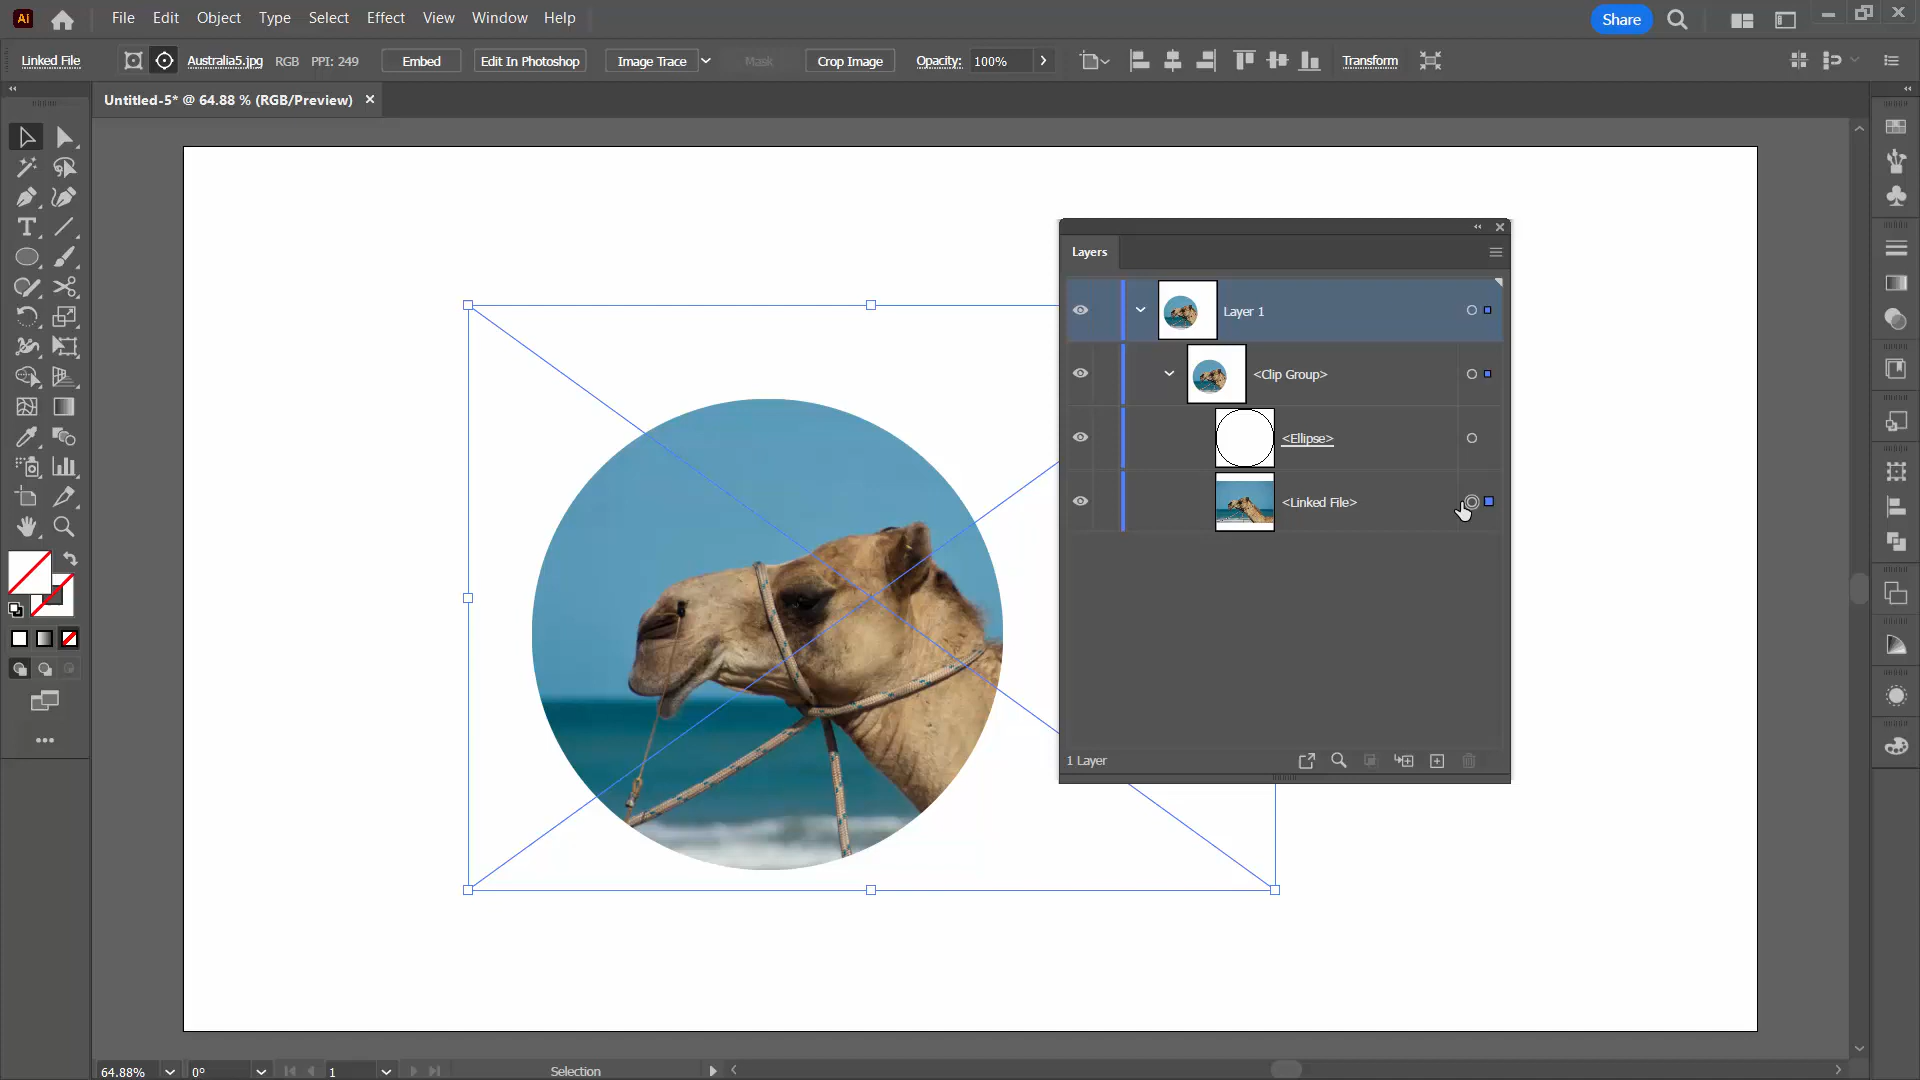 Ai File Edit Object Type Select Effect View Window Help Share
Linked File Australia5.jpg RGB PPI: 249 Embed Edit In Photoshop Image Trace Mask Crop Image Opacity: 100% Transform
Untitled-5* @ 64.88 % (RGB/Preview)
Layers
Layer 1
<Clip Group>
<Ellipse>
<Linked File>
1 Layer
64.88% 0° 1 Selection